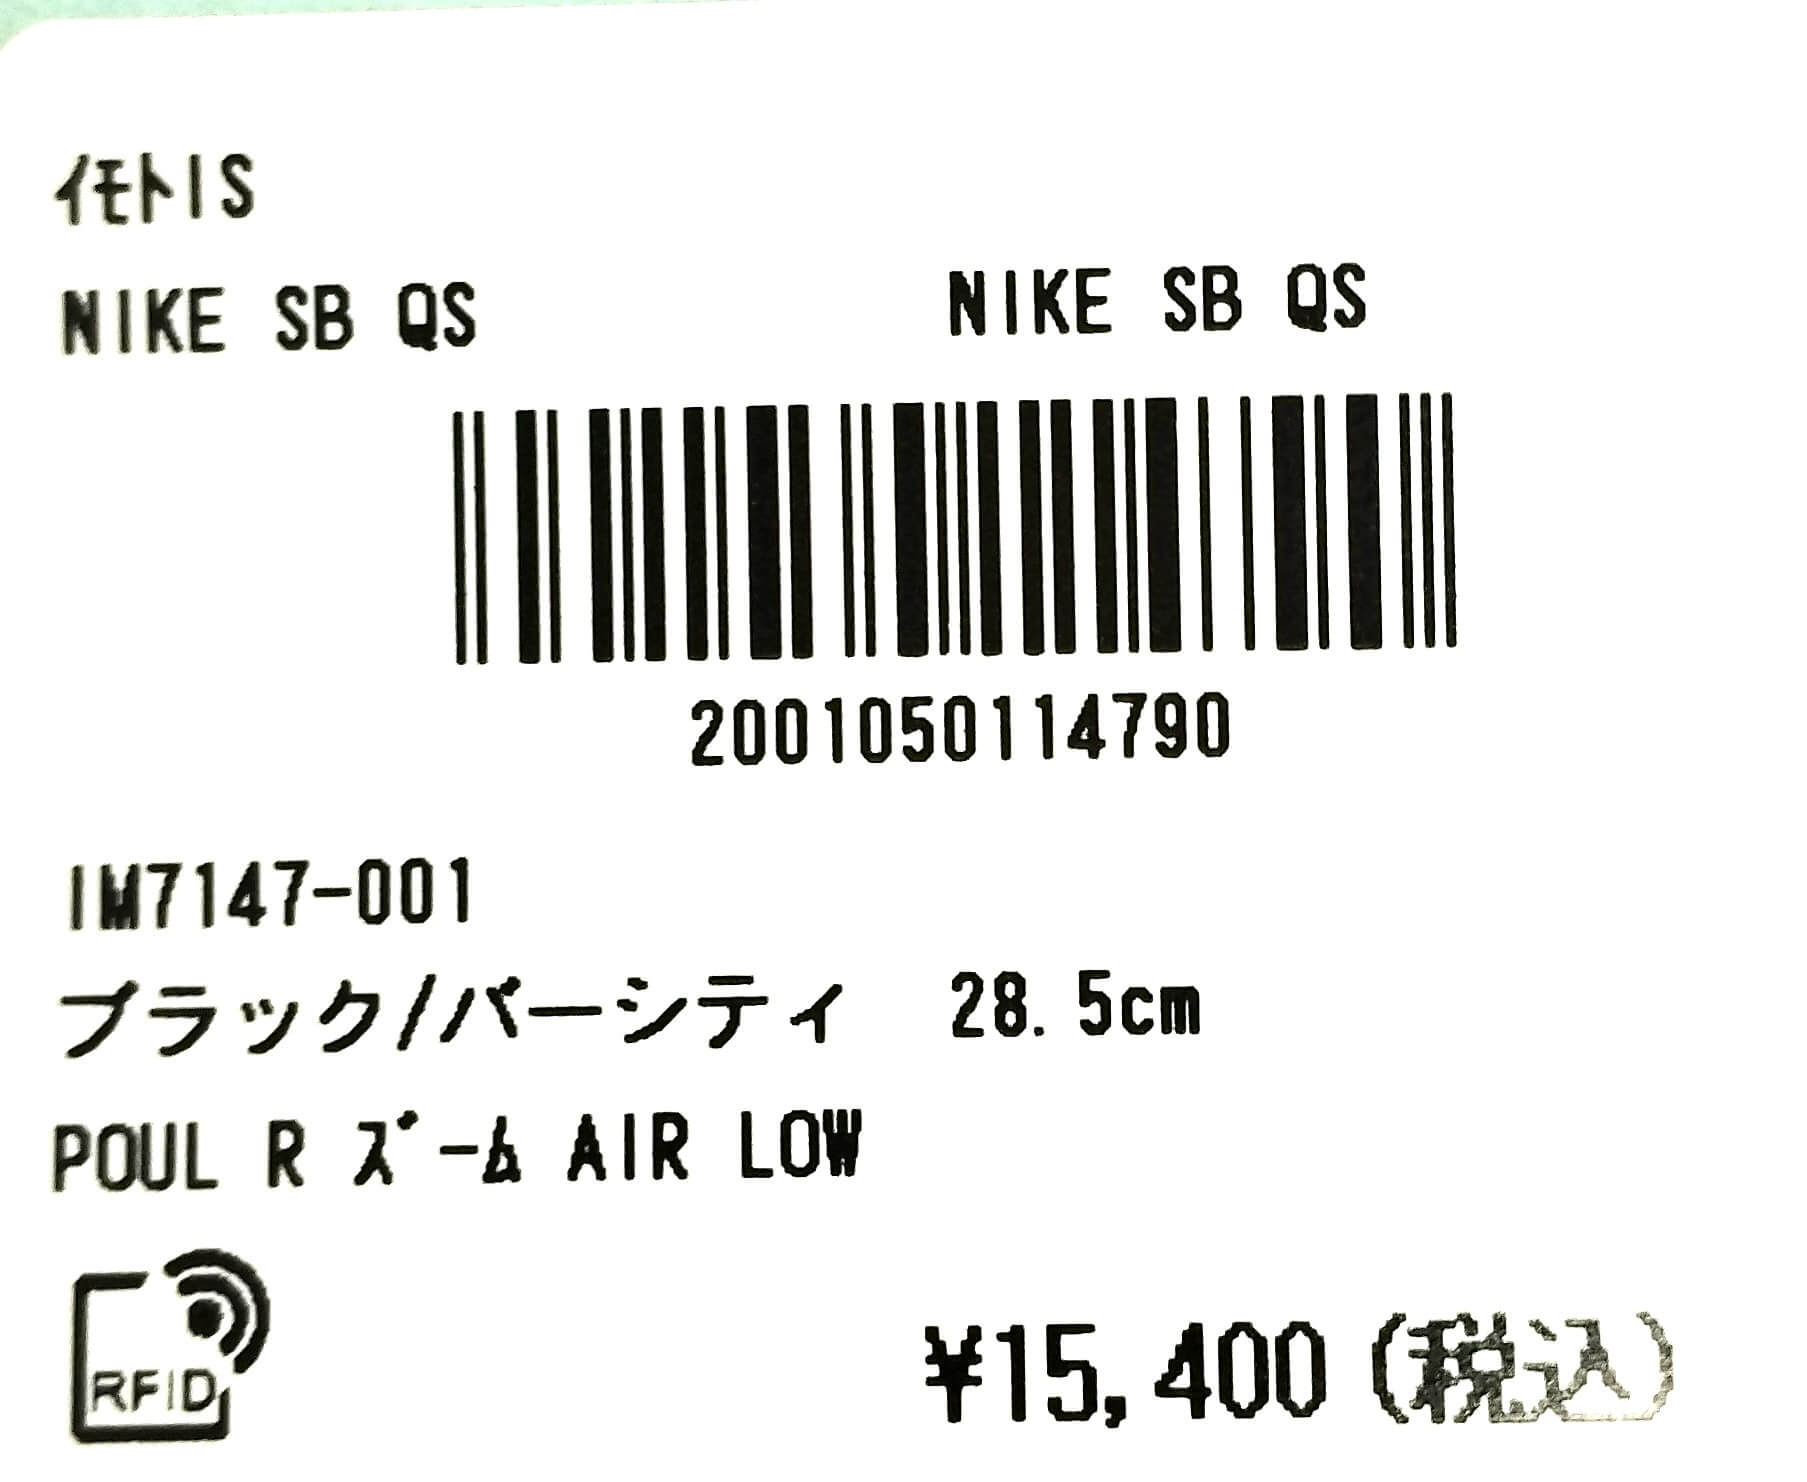 ｲﾓﾄIS
NIKE SB QS NIKE SB QS
2001050114790
IM7147-001
ブラック/バーシティ 28.5cm
POUL R ｽﾞｰﾑ AIR LOW
RFID
¥15,400(税込)